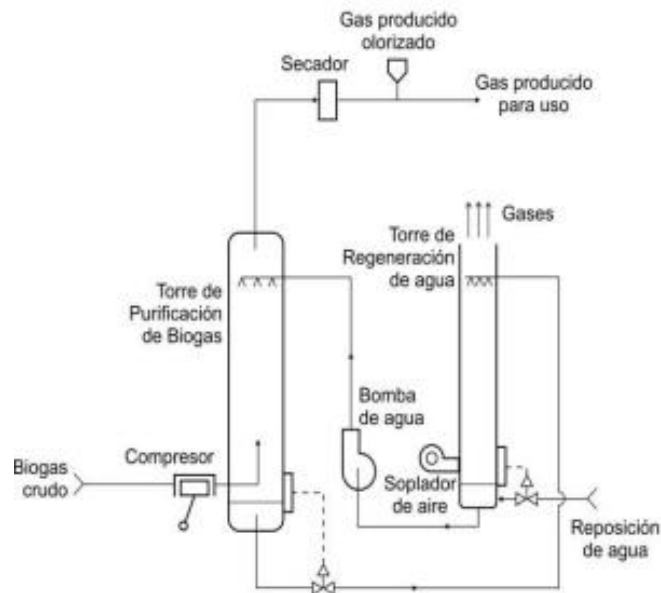 Gas producido
olorizado
Secador
Gas producido
para uso
Gases
Torre de
Regeneración
de agua
Torre de
Purificación
de Biogas
Bomba
de agua
Biogas
crudo
Compresor
Soplador
de aire
Reposición
de agua